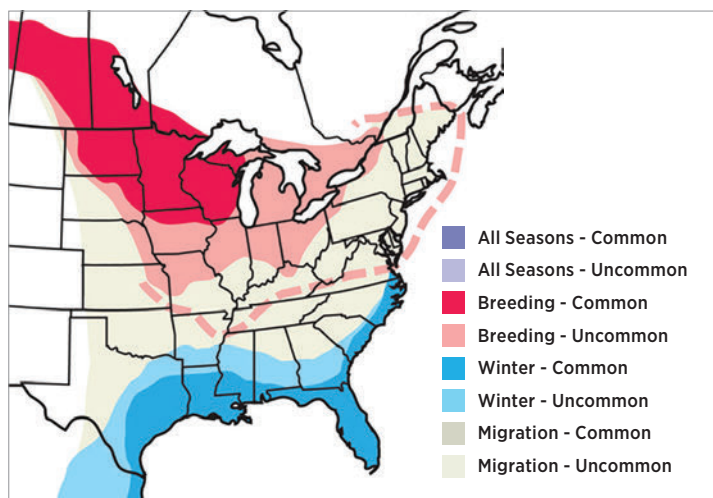 All Seasons - Common
All Seasons - Uncommon
Breeding - Common
Breeding - Uncommon
Winter - Common
Winter - Uncommon
Migration - Common
Migration - Uncommon